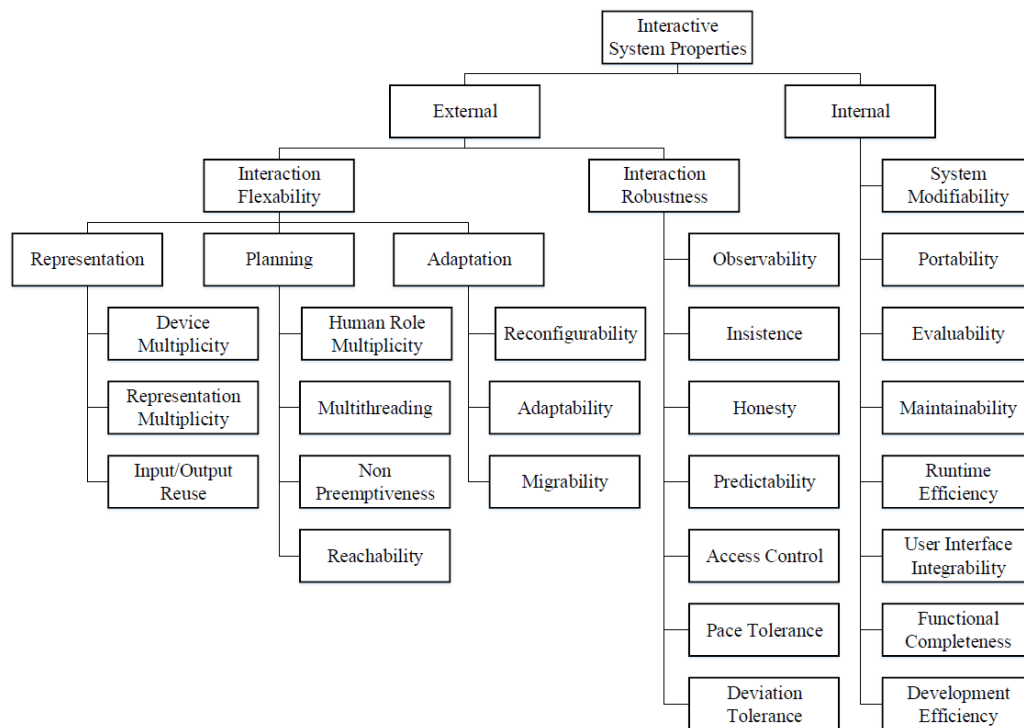 Interactive
System Properties
External
Internal
Interaction
Flexability
Interaction
Robustness
System
Modifiability
Representation
Planning
Adaptation
Observability
Portability
Device
Multiplicity
Human Role
Multiplicity
Reconfigurability
Insistence
Evaluability
Representation
Multiplicity
Multithreading
Adaptability
Honesty
Maintainability
Input/Output
Reuse
Non
Preemptiveness
Migrability
Predictability
Runtime
Efficiency
Reachability
Access Control
User Interface
Integrability
Pace Tolerance
Functional
Completeness
Deviation
Tolerance
Development
Efficiency